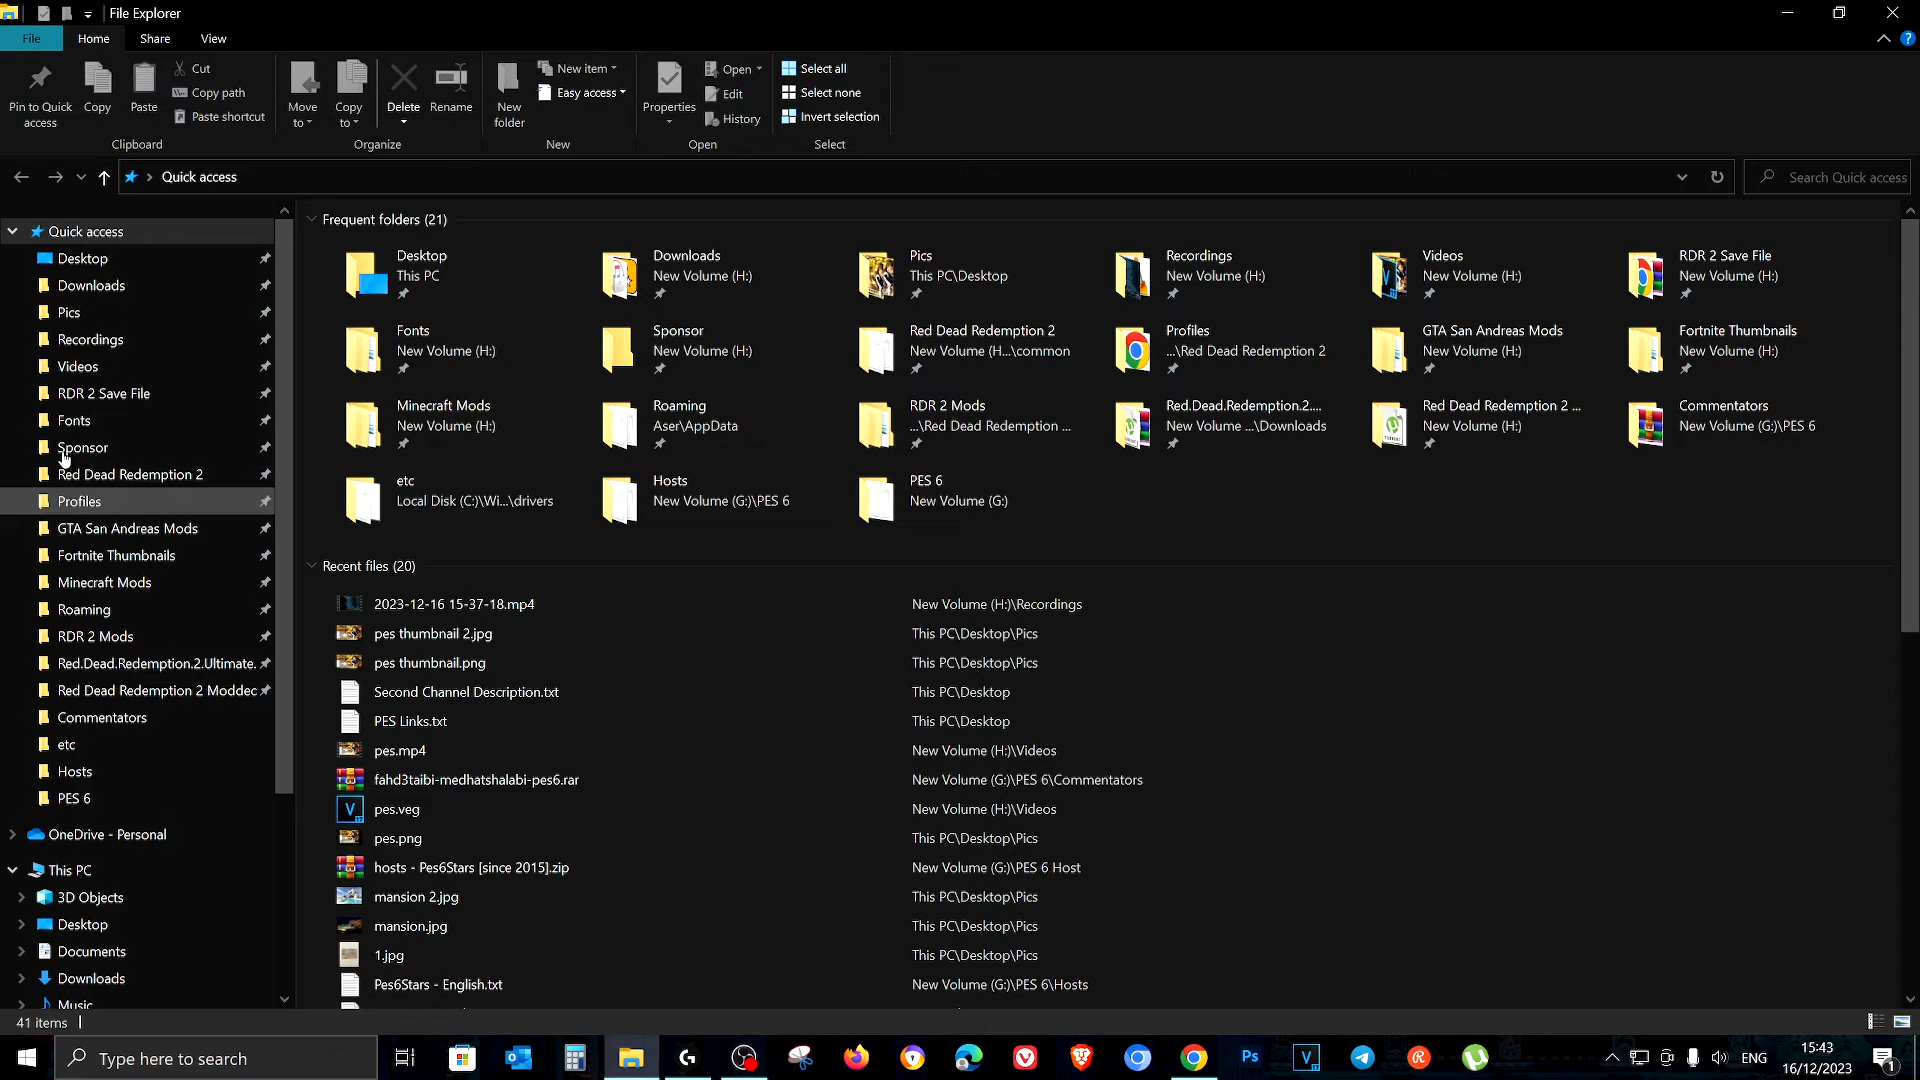 File Explorer
File
Home
Share
View
Pin to Quick access
Copy
Paste
Cut
Copy path
Paste shortcut
Clipboard
Move to
Copy to
Delete
Rename
Organize
New folder
New item
Easy access
New
Properties
Open
Edit
History
Open
Select all
Select none
Invert selection
Select
Quick access
Search Quick access
Quick access
Desktop
Downloads
Pics
Recordings
Videos
RDR 2 Save File
Fonts
Sponsor
Red Dead Redemption 2
Profiles
GTA San Andreas Mods
Fortnite Thumbnails
Minecraft Mods
Roaming
RDR 2 Mods
Red.Dead.Redemption.2.Ultimate.
Red Dead Redemption 2 Moddec
Commentators
etc
Hosts
PES 6
OneDrive - Personal
This PC
3D Objects
Desktop
Documents
Downloads
Music
Frequent folders (21)
Desktop
This PC
Downloads
New Volume (H:)
Pics
This PC\Desktop
Recordings
New Volume (H:)
Videos
New Volume (H:)
RDR 2 Save File
New Volume (H:)
Fonts
New Volume (H:)
Sponsor
New Volume (H:)
Red Dead Redemption 2
New Volume (H...\common
Profiles
...\Red Dead Redemption 2
GTA San Andreas Mods
New Volume (H:)
Fortnite Thumbnails
New Volume (H:)
Minecraft Mods
New Volume (H:)
Roaming
Aser\AppData
RDR 2 Mods
...\Red Dead Redemption ...
Red.Dead.Redemption.2....
New Volume ...\Downloads
Red Dead Redemption 2 ...
New Volume (H:)
Commentators
New Volume (G:)\PES 6
etc
Local Disk (C:)\Wi...\drivers
Hosts
New Volume (G:)\PES 6
PES 6
New Volume (G:)
Recent files (20)
2023-12-16 15-37-18.mp4 New Volume (H:)\Recordings
pes thumbnail 2.jpg This PC\Desktop\Pics
pes thumbnail.png This PC\Desktop\Pics
Second Channel Description.txt This PC\Desktop
PES Links.txt This PC\Desktop
pes.mp4 New Volume (H:)\Videos
fahd3taibi-medhatshalabi-pes6.rar New Volume (G:)\PES 6\Commentators
pes.veg New Volume (H:)\Videos
pes.png This PC\Desktop\Pics
hosts - Pes6Stars [since 2015].zip New Volume (G:)\PES 6 Host
mansion 2.jpg This PC\Desktop\Pics
mansion.jpg This PC\Desktop\Pics
1.jpg This PC\Desktop\Pics
Pes6Stars - English.txt New Volume (G:)\PES 6\Hosts
41 items
Type here to search
Ps
V
ENG
15:43
16/12/2023
1